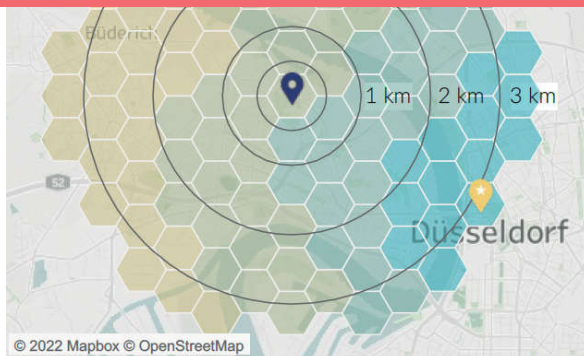 Büderich
1 km
2 km
3 km
52
Düsseldorf
© 2022 Mapbox © OpenStreetMap